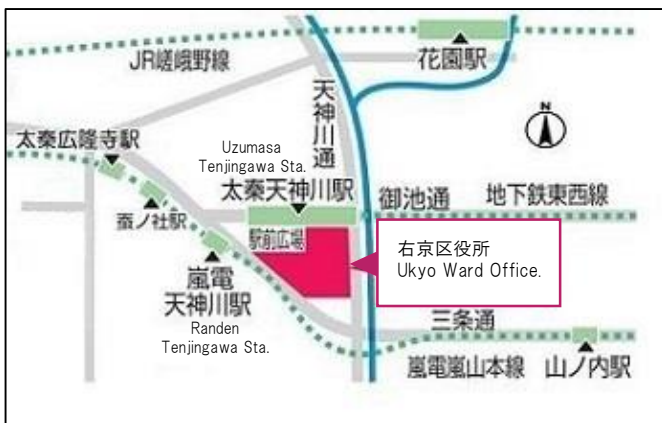 JR嵯峨野線
花園駅
天神川通
N
太秦広隆寺駅
Uzumasa
Tenjingawa Sta.
太秦天神川駅
御池通
地下鉄東西線
蚕ノ社駅
駅前広場
右京区役所
Ukyo Ward Office.
嵐電
天神川駅
Randen
Tenjingawa Sta.
三条通
嵐電嵐山本線
山ノ内駅